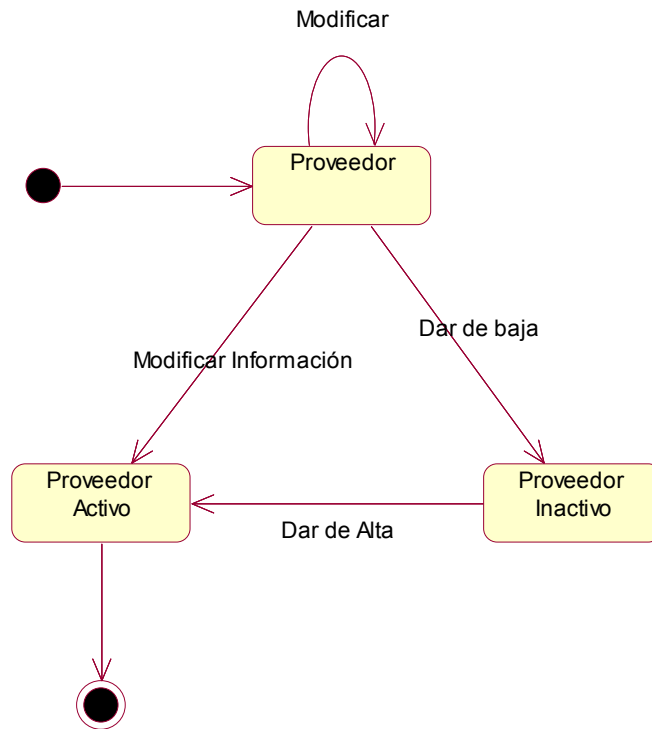 Modificar
Proveedor
Dar de baja
Modificar Información
Proveedor
Activo
Proveedor
Inactivo
Dar de Alta